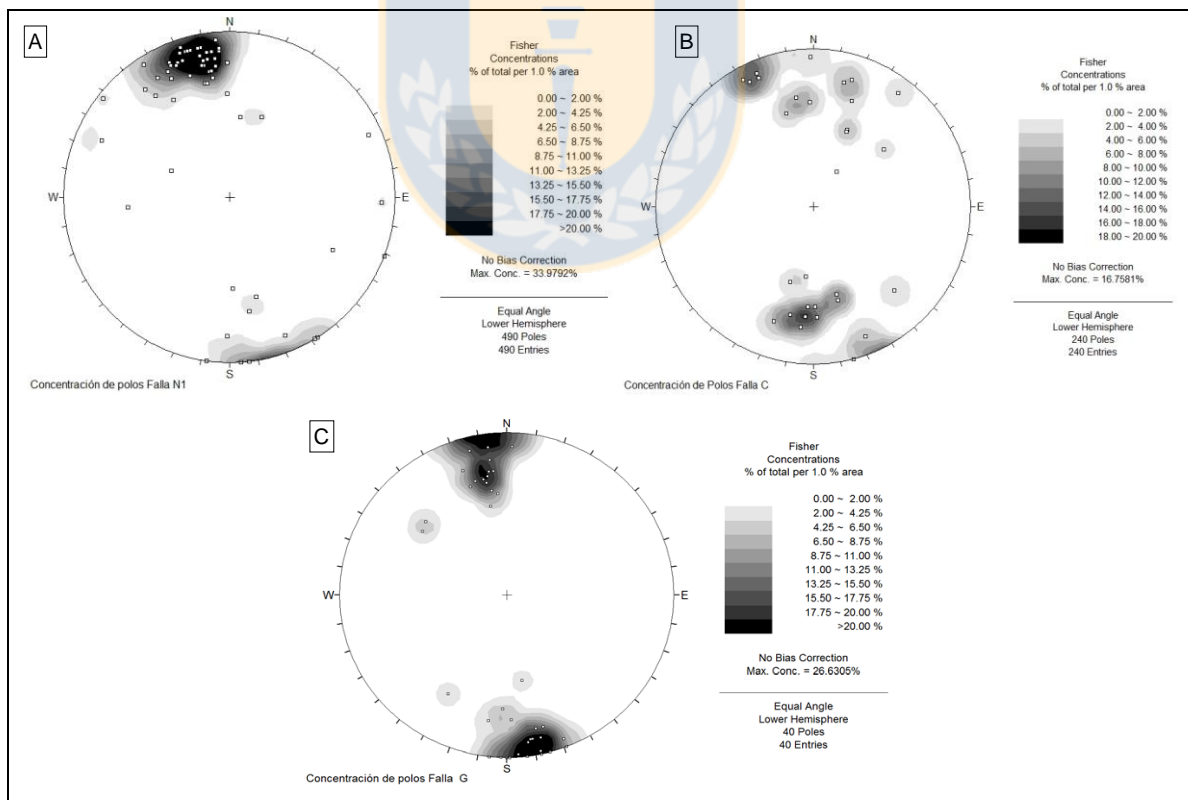 A
N
W
E
S
Fisher
Concentrations
% of total per 1.0 % area
0.00 ~ 2.00 %
2.00 ~ 4.25 %
4.25 ~ 6.50 %
6.50 ~ 8.75 %
8.75 ~ 11.00 %
11.00 ~ 13.25 %
13.25 ~ 15.50 %
15.50 ~ 17.75 %
17.75 ~ 20.00 %
>20.00 %
No Bias Correction
Max. Conc. = 33.9792%
Equal Angle
Lower Hemisphere
490 Poles
490 Entries
Concentración de polos Falla N1
B
N
W
E
S
Fisher
Concentrations
% of total per 1.0 % area
0.00 ~ 2.00 %
2.00 ~ 4.00 %
4.00 ~ 6.00 %
6.00 ~ 8.00 %
8.00 ~ 10.00 %
10.00 ~ 12.00 %
12.00 ~ 14.00 %
14.00 ~ 16.00 %
16.00 ~ 18.00 %
18.00 ~ 20.00 %
No Bias Correction
Max. Conc. = 16.7581%
Equal Angle
Lower Hemisphere
240 Poles
240 Entries
Concentración de Polos Falla C
C
N
W
E
S
Fisher
Concentrations
% of total per 1.0 % area
0.00 ~ 2.00 %
2.00 ~ 4.25 %
4.25 ~ 6.50 %
6.50 ~ 8.75 %
8.75 ~ 11.00 %
11.00 ~ 13.25 %
13.25 ~ 15.50 %
15.50 ~ 17.75 %
17.75 ~ 20.00 %
>20.00 %
No Bias Correction
Max. Conc. = 26.6305%
Equal Angle
Lower Hemisphere
40 Poles
40 Entries
Concentración de polos Falla G